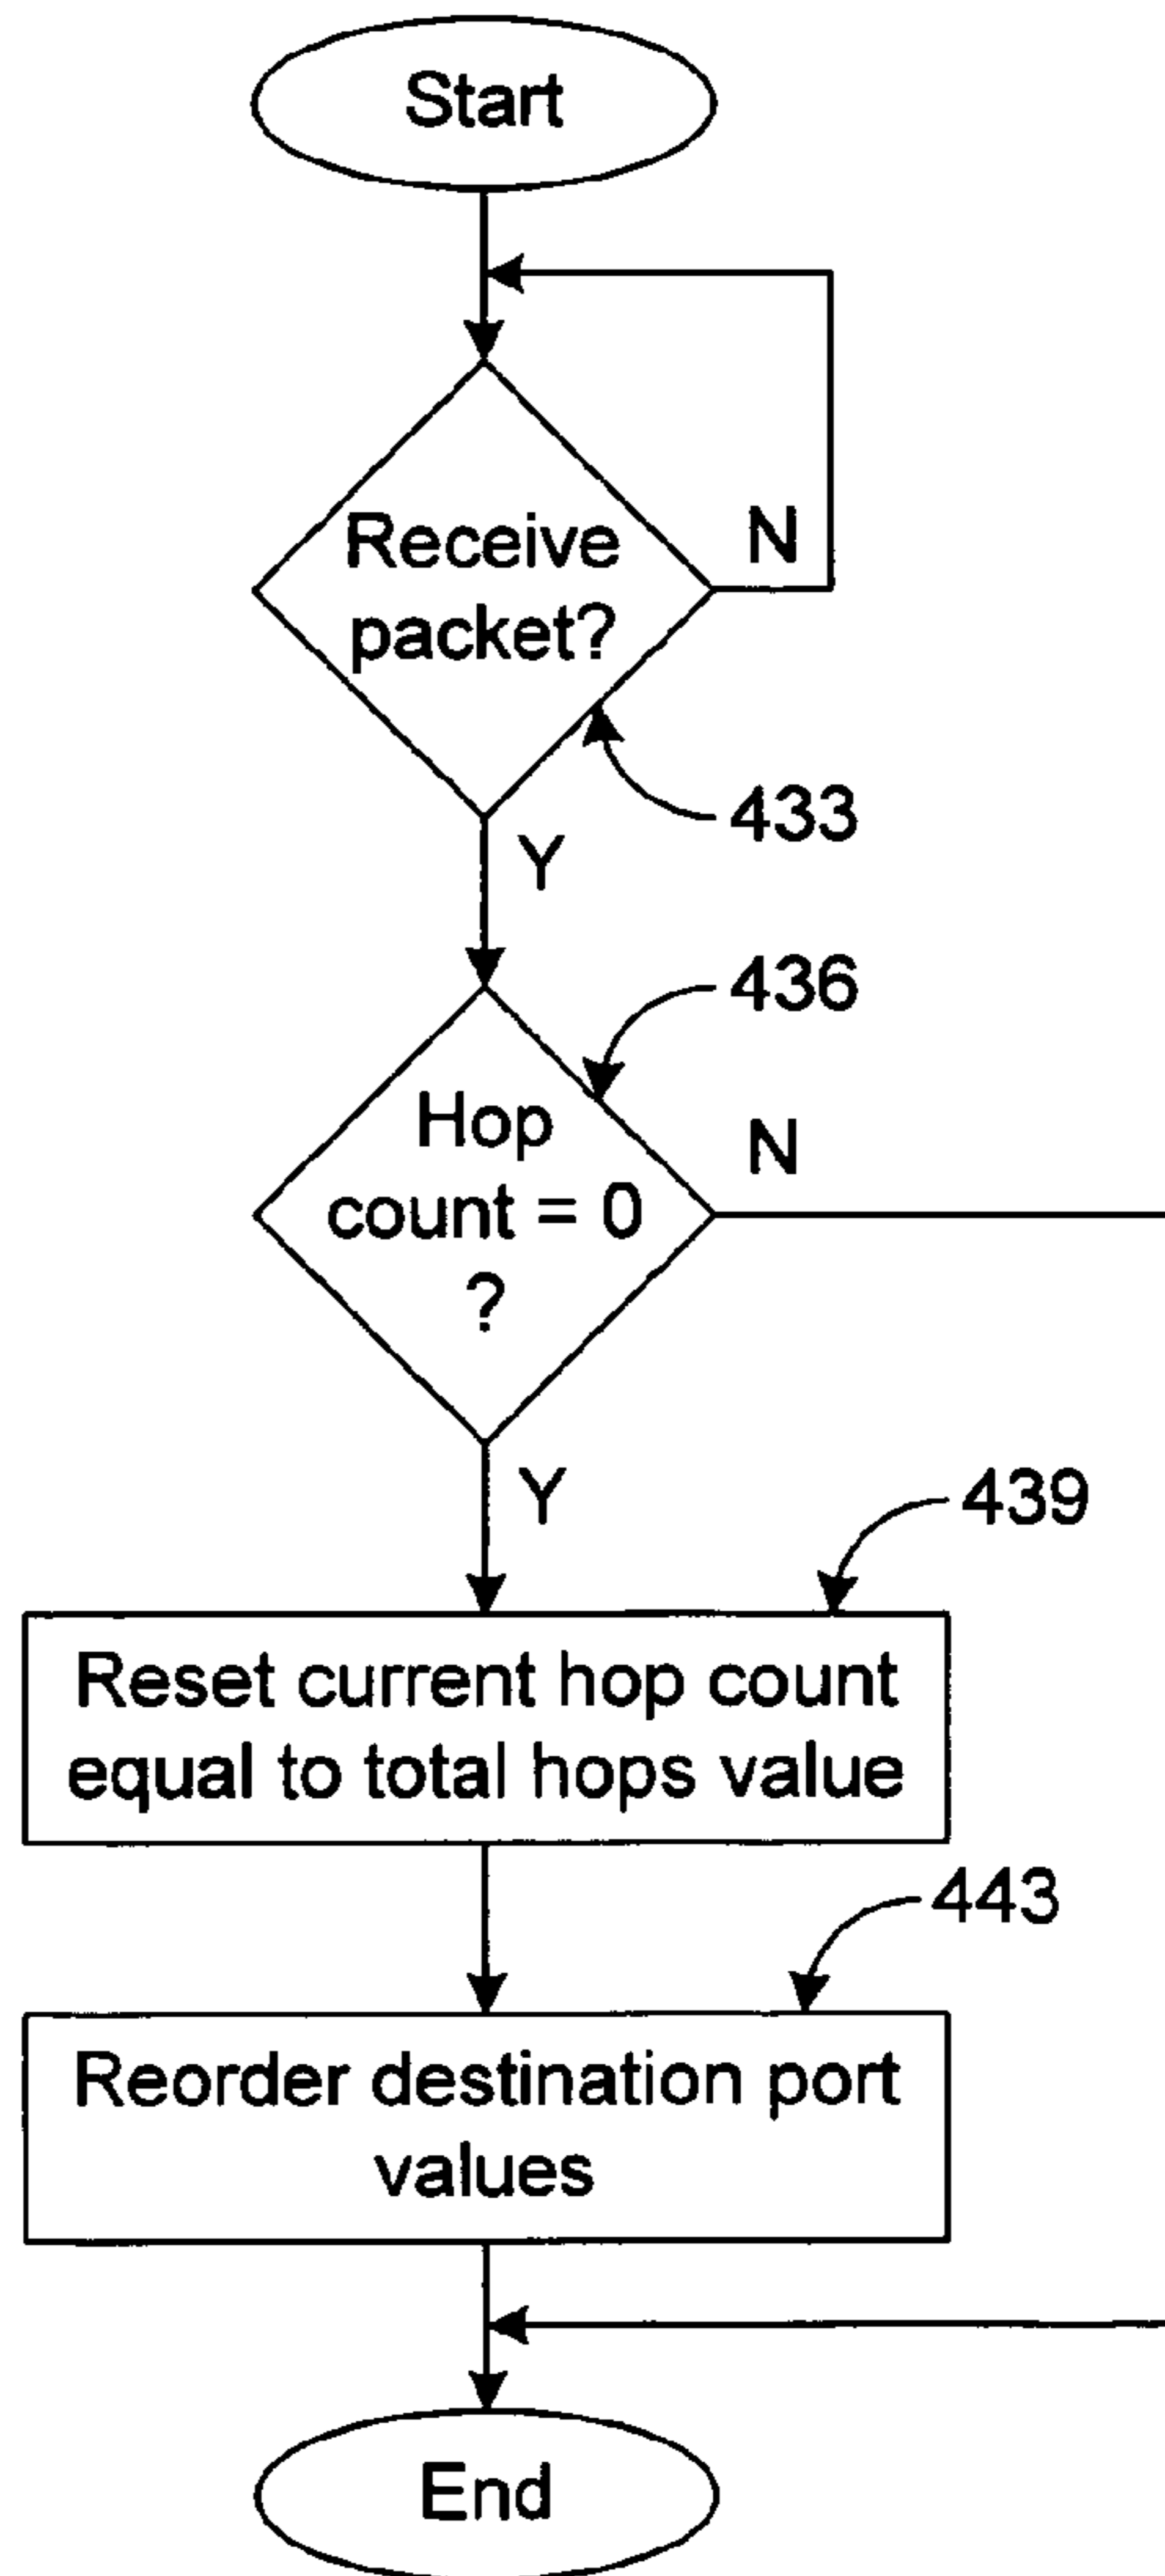 Start
Receive
packet?
N
433
Y
436
Hop
count = 0
?
N
Y
439
Reset current hop count
equal to total hops value
443
Reorder destination port
values
End